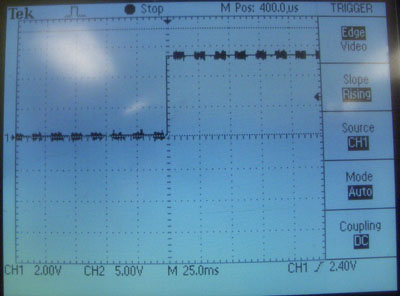 Tek Stop M Pos: 400.0µs TRIGGER
Edge
Video
Slope
Rising
Source
CH1
Mode
Auto
Coupling
DC
1
CH1 2.00V CH2 5.00V M 25.0ms CH1 2.40V